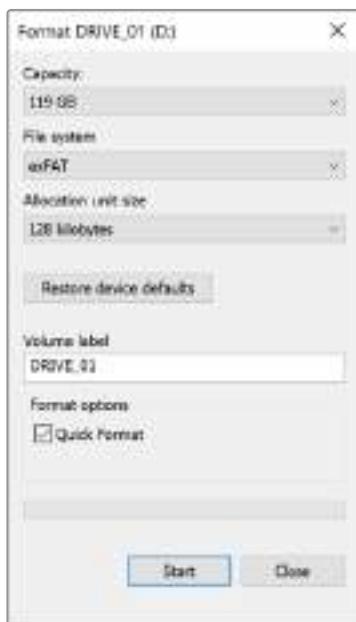 Format DRIVE_01 (D:)
Capacity:
119 GB
File system
exFAT
Allocation unit size
128 kilobytes
Restore device defaults
Volume label
DRIVE_01
Format options
Quick Format
Start
Close